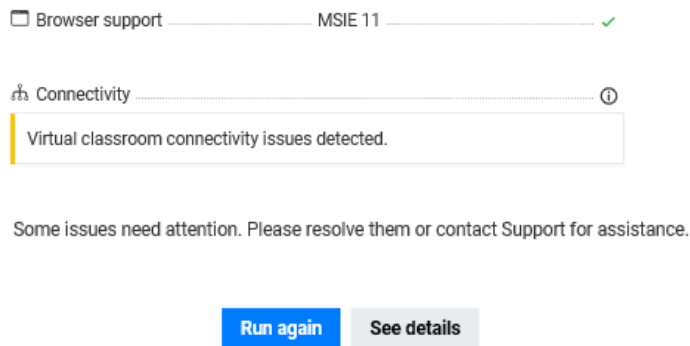 Browser support MSIE 11
Connectivity
Virtual classroom connectivity issues detected.
Some issues need attention. Please resolve them or contact Support for assistance.
Run again See details